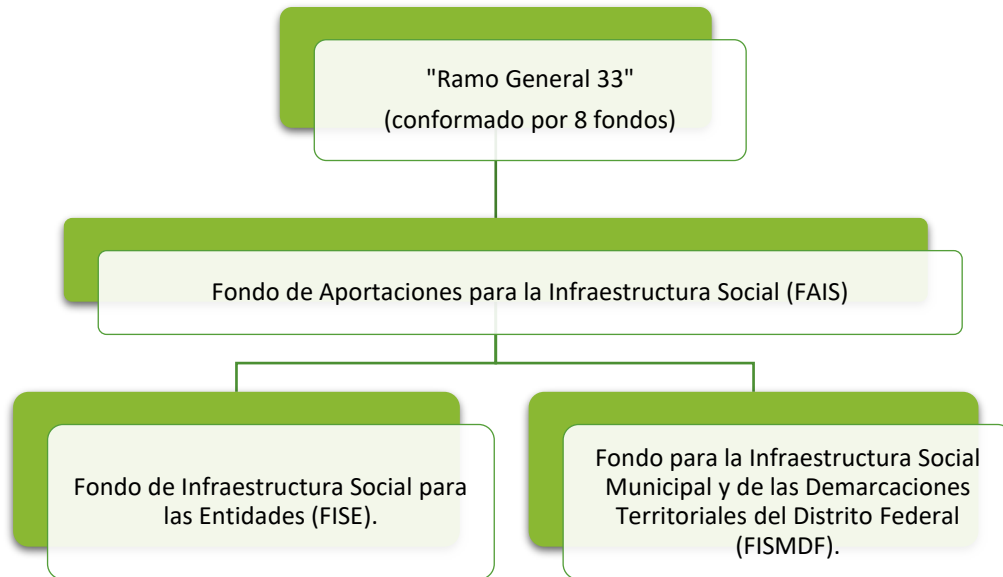 "Ramo General 33"
(conformado por 8 fondos)
Fondo de Aportaciones para la Infraestructura Social (FAIS)
Fondo de Infraestructura Social para
las Entidades (FISE).
Fondo para la Infraestructura Social
Municipal y de las Demarcaciones
Territoriales del Distrito Federal
(FISMDF).